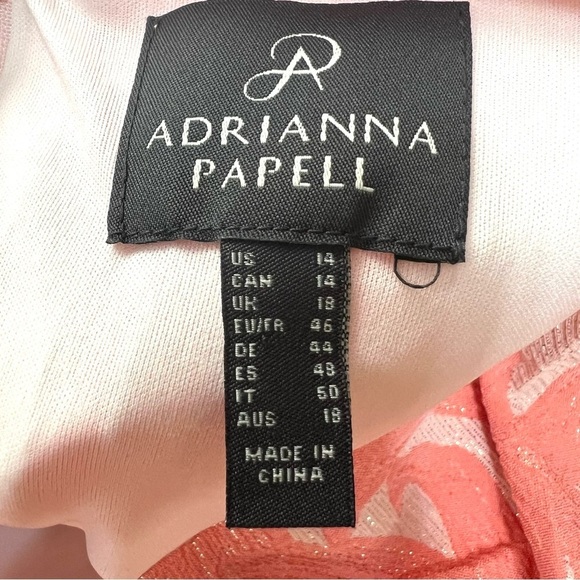 ADRIANNA
PAPELL
US 14
CAN 14
UK 18
EU/FR 46
DE 44
ES 48
IT 50
AUS 18
MADE IN
CHINA